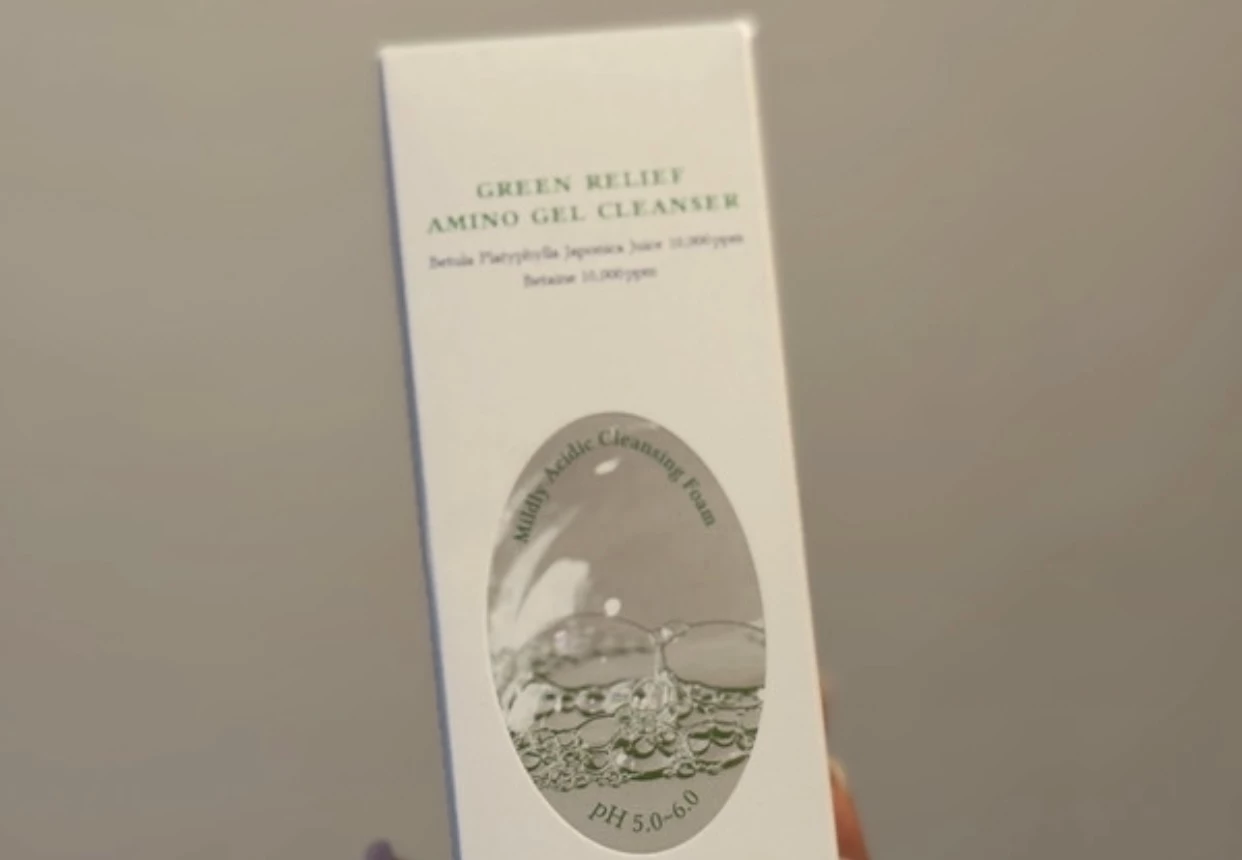 GREEN RELIEF
AMINO GEL CLEANSER
Betula Platyphylla Japonica Juice 10,000ppm
Betaine 10,000ppm
Mildly Acidic Cleansing Foam
pH 5.0~6.0